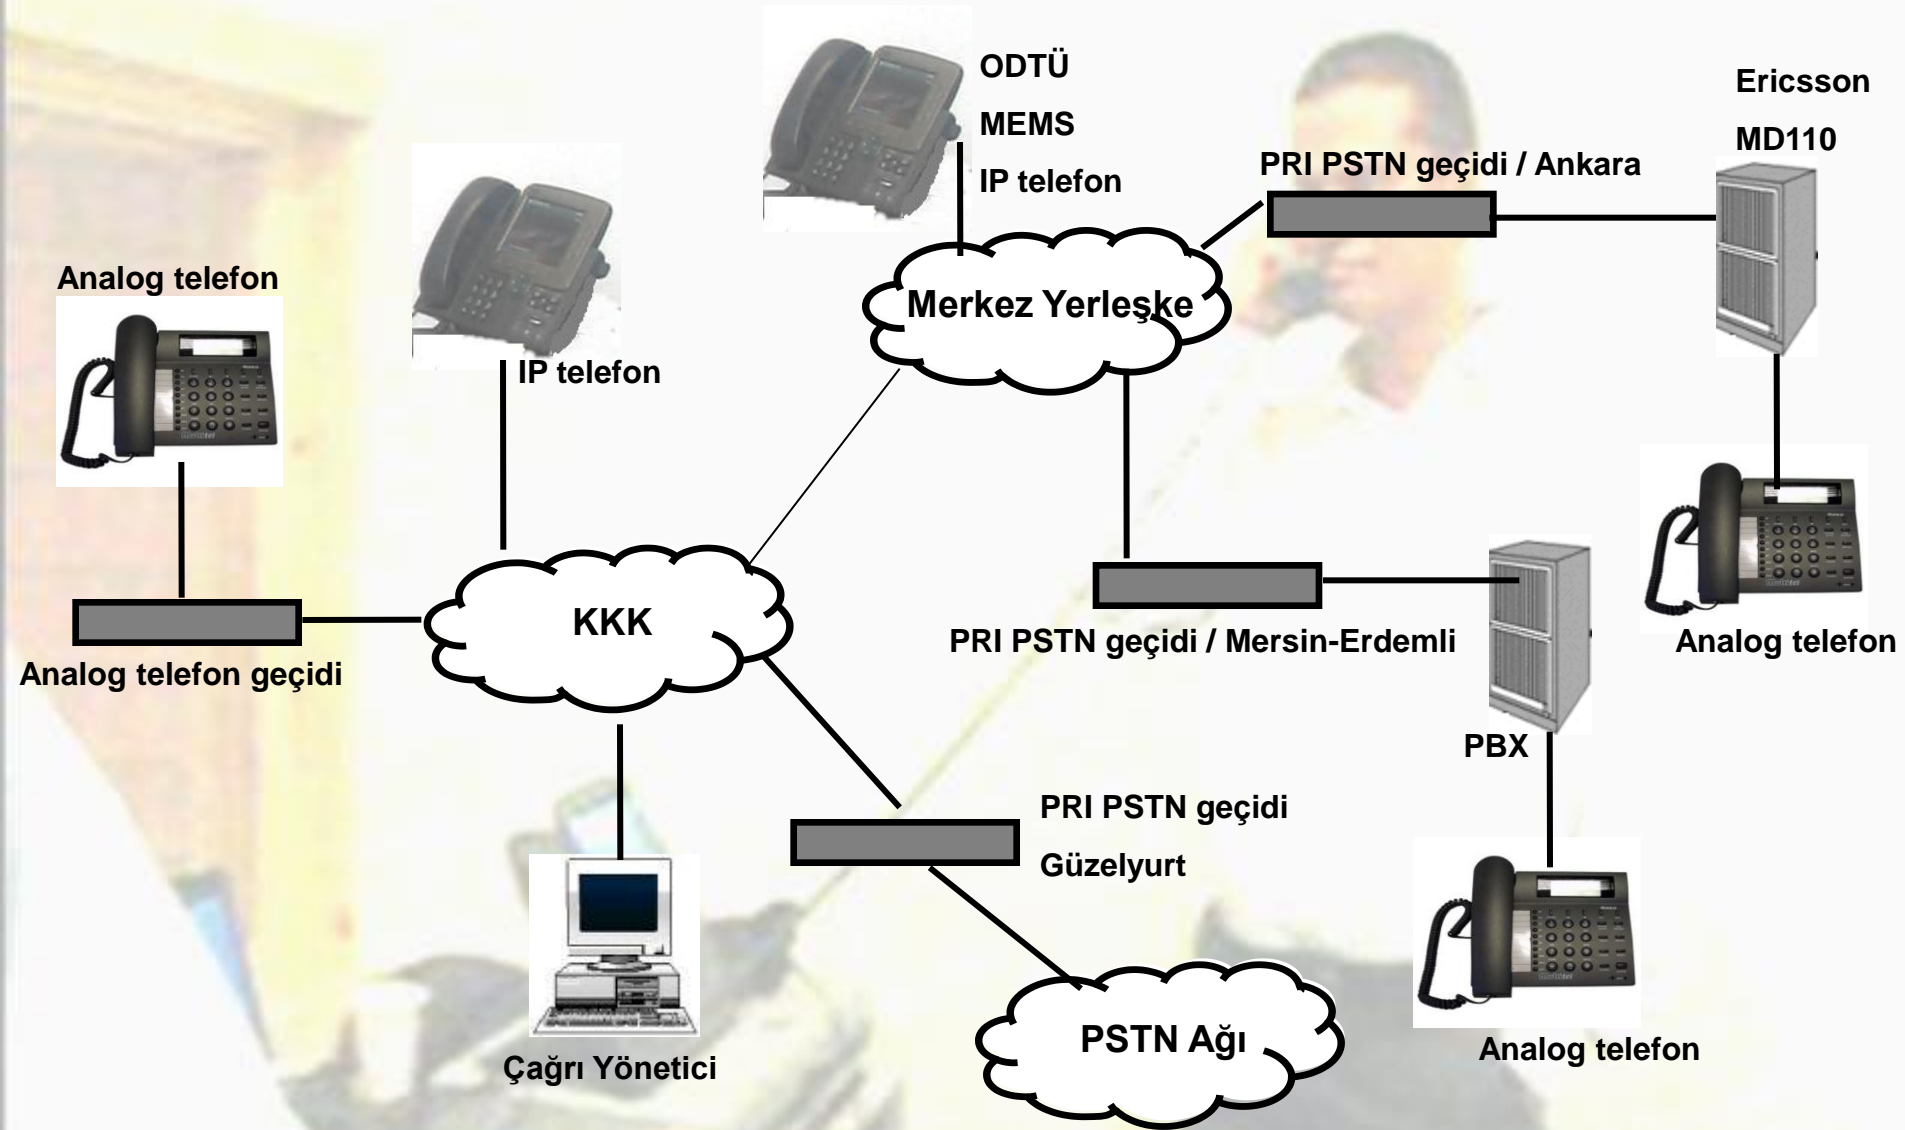 ODTÜ
MEMS
IP telefon
Ericsson
MD110
PRI PSTN geçidi / Ankara
Analog telefon
Merkez Yerleşke
IP telefon
KKK
Analog telefon geçidi
PRI PSTN geçidi / Mersin-Erdemli
Analog telefon
PBX
PRI PSTN geçidi
Güzelyurt
Çağrı Yönetici
PSTN Ağı
Analog telefon